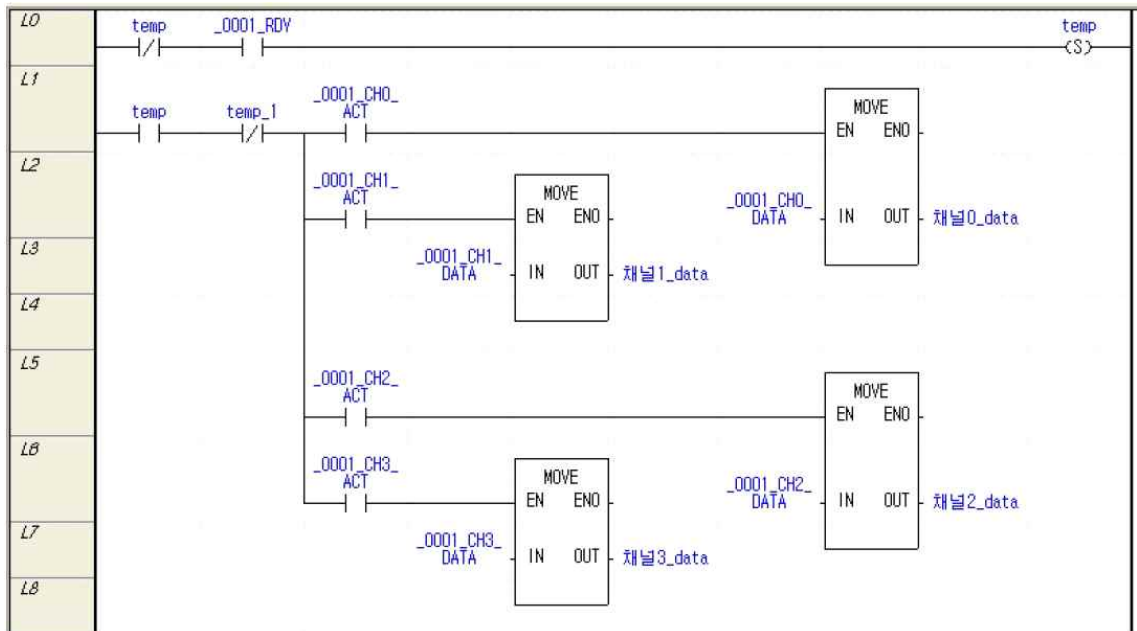 L0
temp _0001_RDY temp
(S)
L1
_0001_CH0_
ACT
MOVE
temp temp_1
EN ENO
L2
_0001_CH1_
ACT
MOVE
EN ENO
_0001_CH0_
DATA
IN OUT 채널0_data
L3
_0001_CH1_
DATA
IN OUT 채널1_data
L4
L5
_0001_CH2_
ACT
MOVE
EN ENO
L6
_0001_CH3_
ACT
MOVE
EN ENO
_0001_CH2_
DATA
IN OUT 채널2_data
L7
_0001_CH3_
DATA
IN OUT 채널3_data
L8